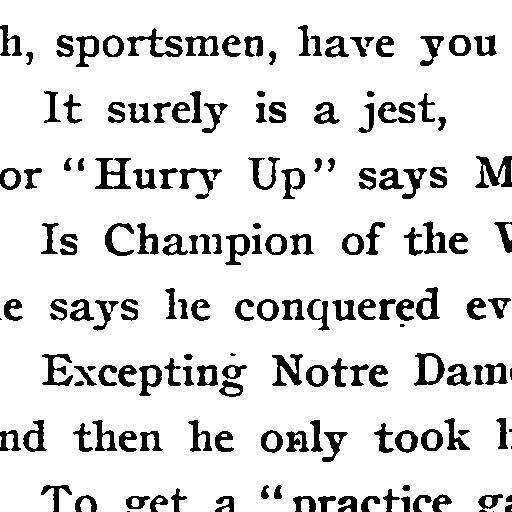 h, sportsmen, have you
It surely is a jest,
or "Hurry Up" says M
Is Champion of the W
e says he conquered ev
Excepting Notre Dame
nd then he only took h
To get a "practice ga